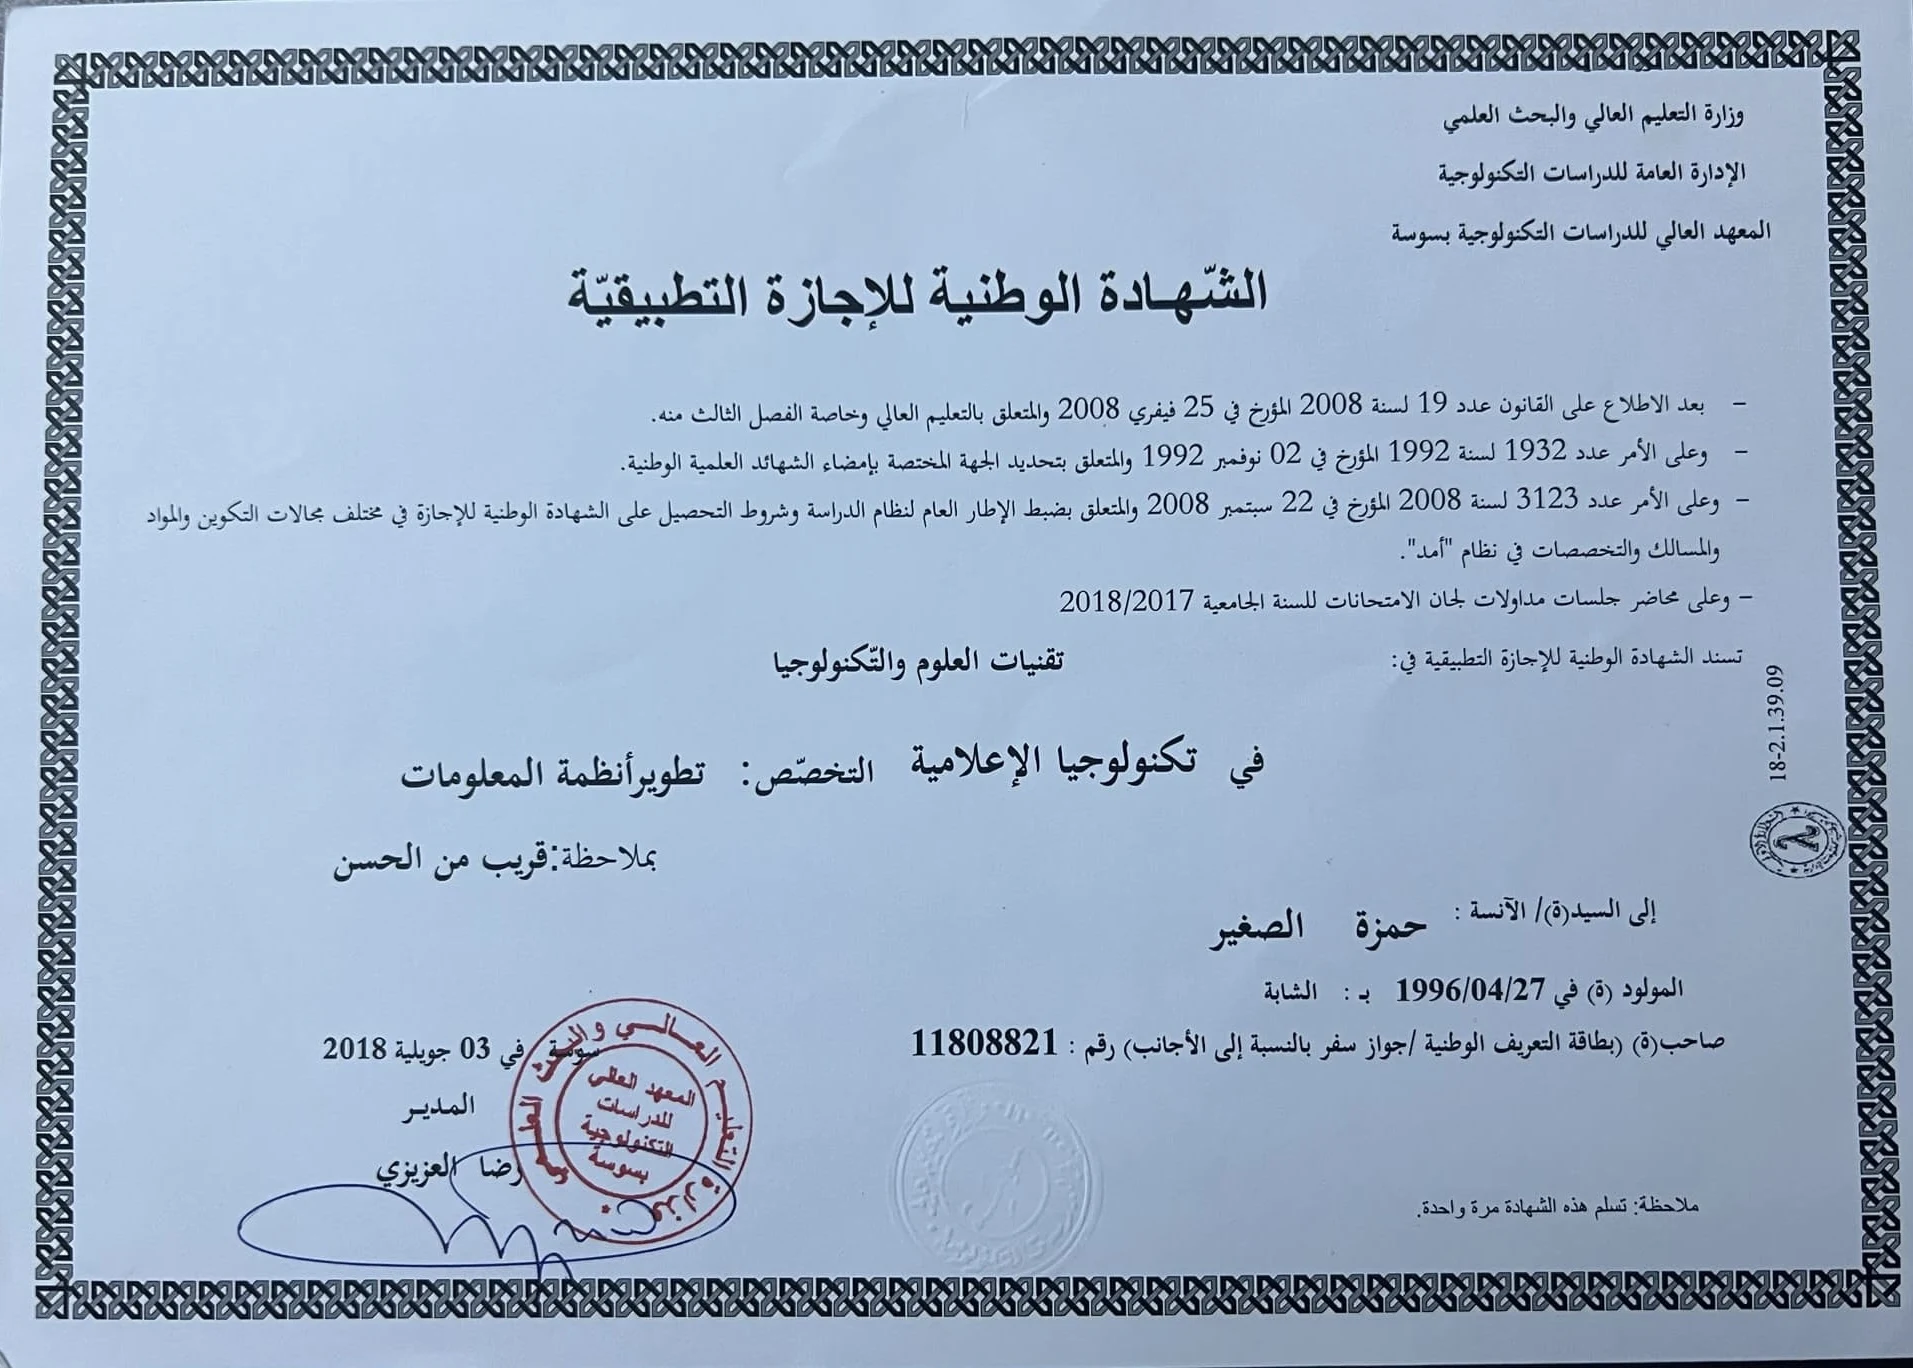 وزارة التعليم العالي والبحث العلمي
الإدارة العامة للدراسات التكنولوجية
المعهد العالي للدراسات التكنولوجية بسوسة
الشّهـادة الوطنية للإجازة التطبيقيّة
– بعد الاطلاع على القانون عدد 19 لسنة 2008 المؤرخ في 25 فيفري 2008 والمتعلق بالتعليم العالي وخاصة الفصل الثالث منه.
– وعلى الأمر عدد 1932 لسنة 1992 المؤرخ في 02 نوفمبر 1992 والمتعلق بتحديد الجهة المختصة بإمضاء الشهائد العلمية الوطنية.
– وعلى الأمر عدد 3123 لسنة 2008 المؤرخ في 22 سبتمبر 2008 والمتعلق بضبط الإطار العام لنظام الدراسة وشروط التحصيل على الشهادة الوطنية للإجازة في مختلف مجالات التكوين والمواد
والمسالك والتخصصات في نظام "أمد".
– وعلى محاضر جلسات مداولات لجان الامتحانات للسنة الجامعية 2018/2017
تسند الشهادة الوطنية للإجازة التطبيقية في: تقنيات العلوم والتّكنولوجيا
18-2.1.39.09
في تكنولوجيا الإعلامية التخصّص: تطويرأنظمة المعلومات
بملاحظة:قريب من الحسن
إلى السيد(ة)/ الآنسة : حمزة الصغير
المولود (ة) في 1996/04/27 بـ : الشابة
صاحب(ة) (بطاقة التعريف الوطنية /جواز سفر بالنسبة إلى الأجانب) رقم : 11808821
سوسة في 03 جويلية 2018
المدير
رضا العزيزي
وزارة التعليم العالي والبحث العلمي
المعهد العالي
للدراسات
التكنولوجية
بسوسة
ملاحظة: تسلم هذه الشهادة مرة واحدة.